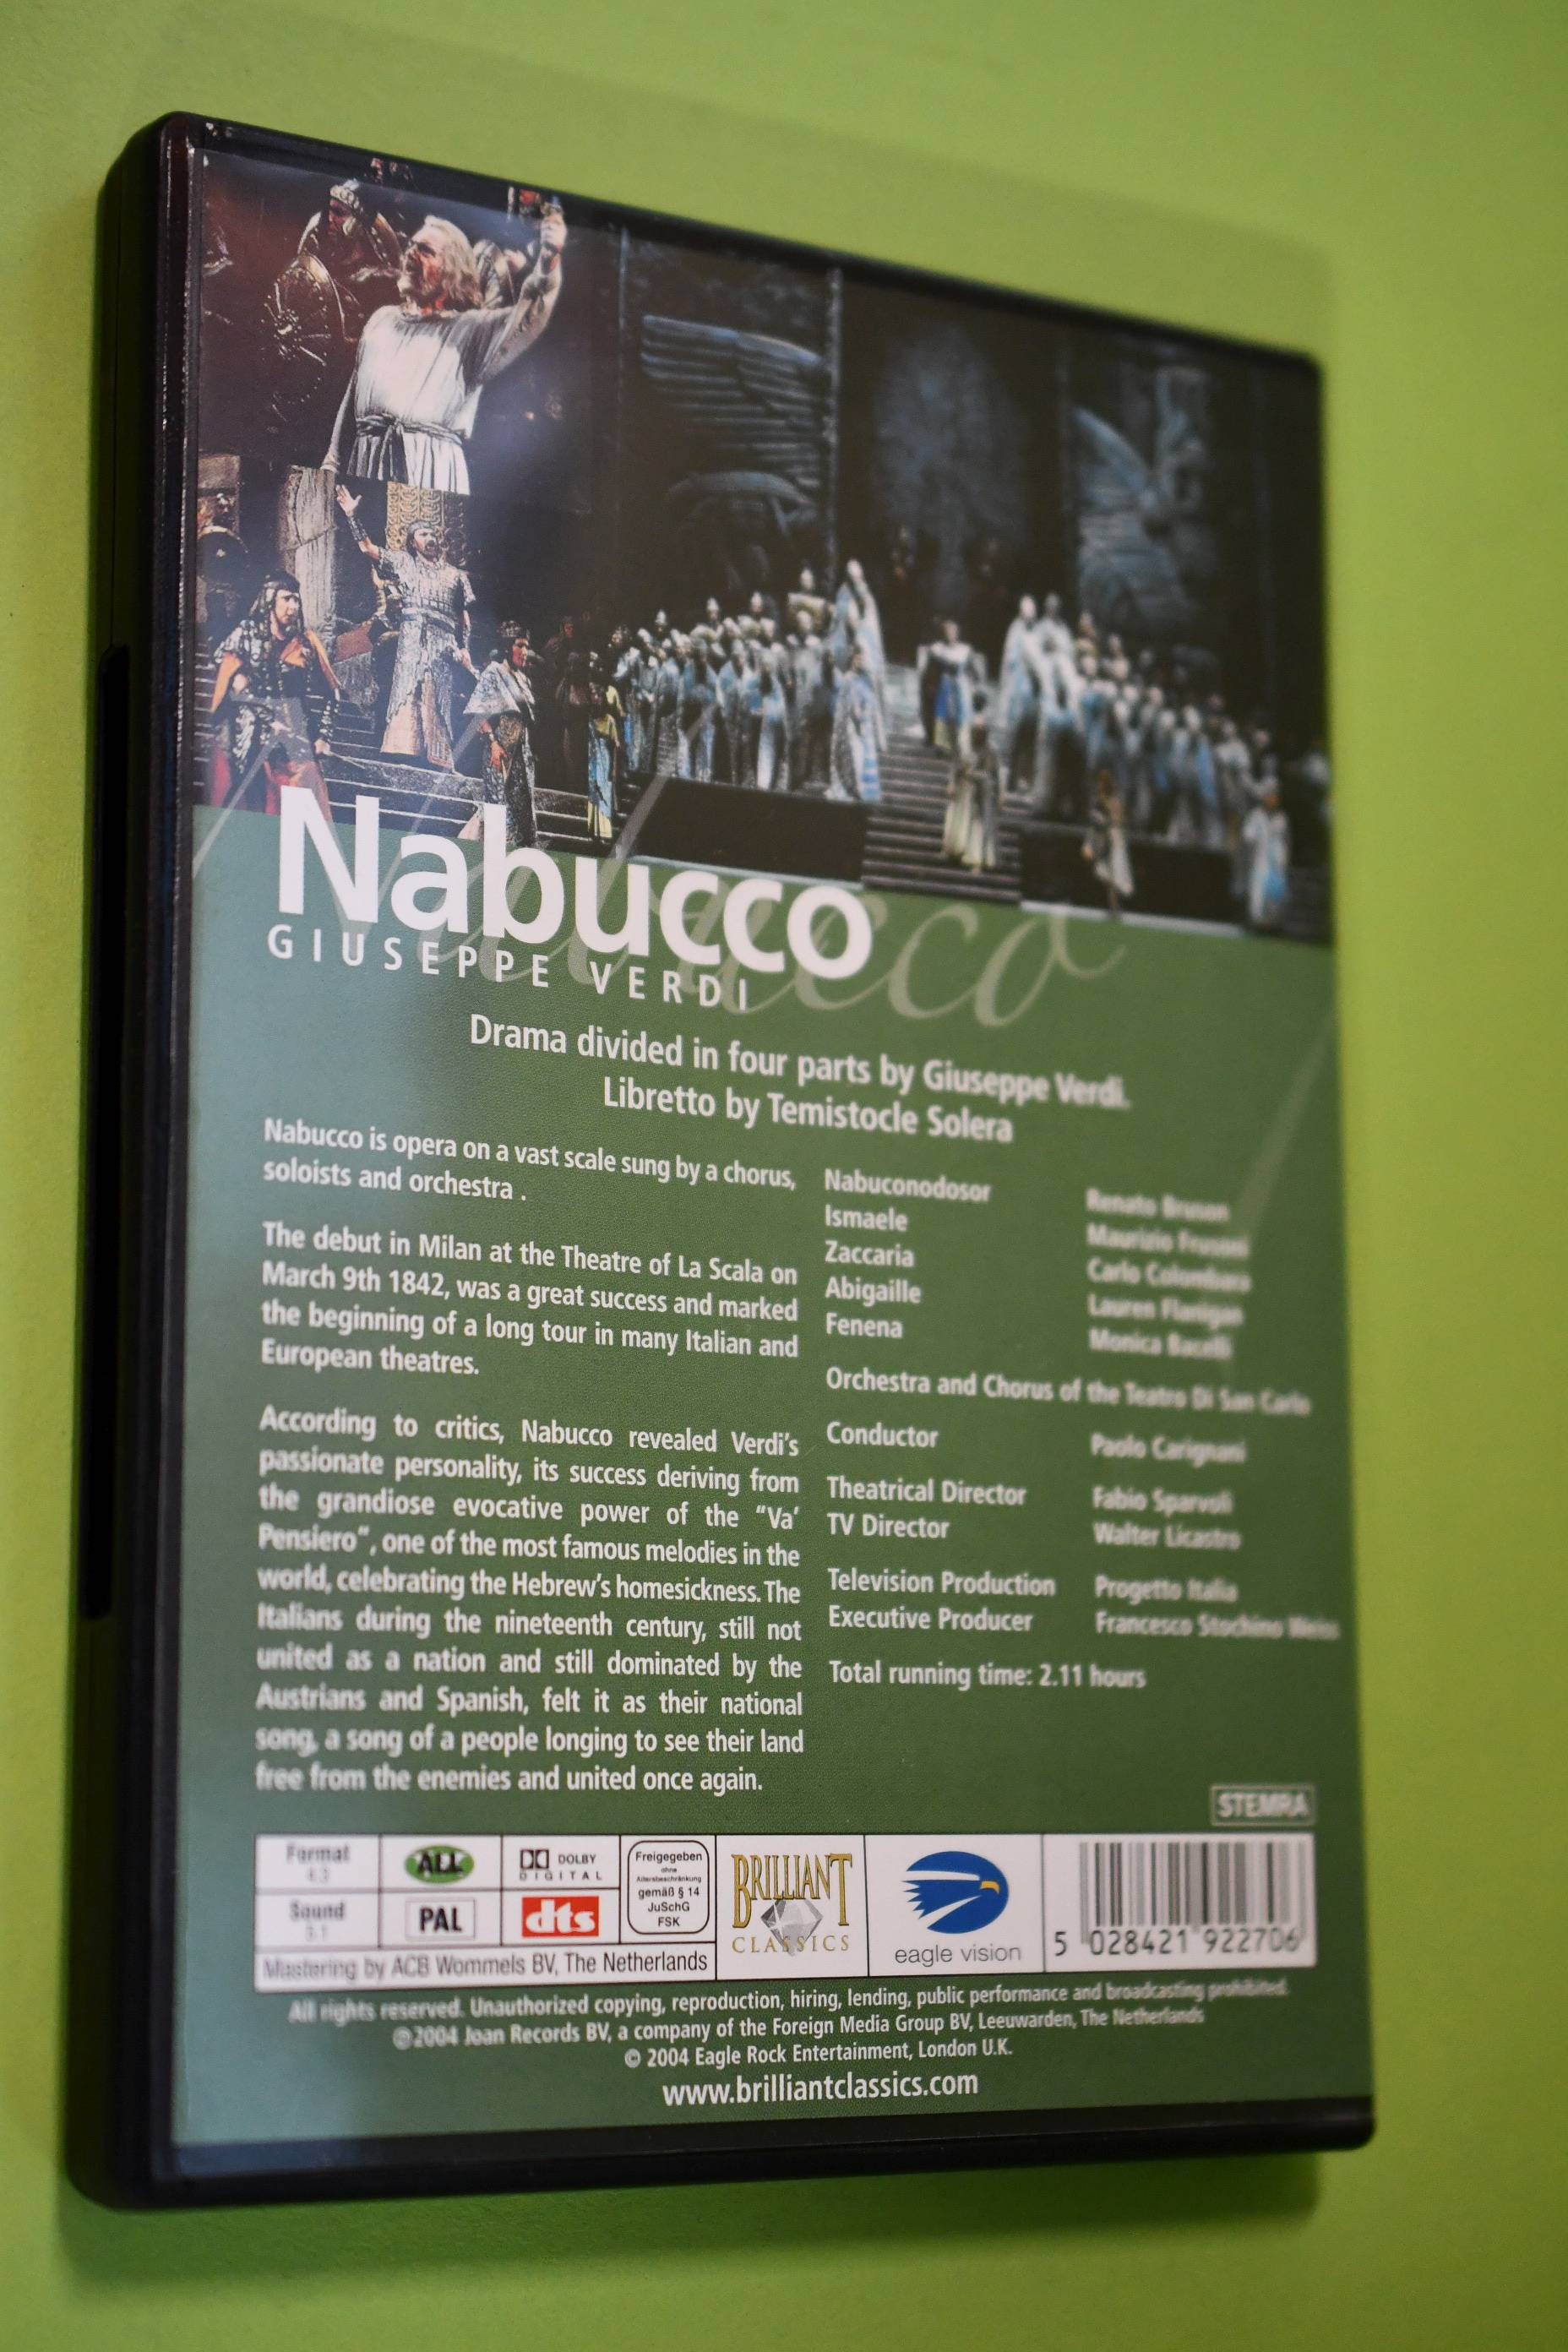 Nabucco
GIUSEPPE VERDI
Drama divided in four parts by Giuseppe Verdi.
Libretto by Temistocle Solera
Nabucco is opera on a vast scale sung by a chorus,
soloists and orchestra .
The debut in Milan at the Theatre of La Scala on
March 9th 1842, was a great success and marked
the beginning of a long tour in many Italian and
European theatres.
According to critics, Nabucco revealed Verdi's
passionate personality, its success deriving from
the grandiose evocative power of the "Va'
Pensiero", one of the most famous melodies in the
world, celebrating the Hebrew's homesickness. The
Italians during the nineteenth century, still not
united as a nation and still dominated by the
Austrians and Spanish, felt it as their national
song, a song of a people longing to see their land
free from the enemies and united once again.
Nabuconodosor Renato Bruson
Ismaele Maurizio Frusoni
Zaccaria Carlo Colombara
Abigaille Lauren Flanigan
Fenena Monica Bacelli
Orchestra and Chorus of the Teatro Di San Carlo
Conductor Paolo Carignani
Theatrical Director Fabio Sparvoli
TV Director Walter Licastro
Television Production Progetto Italia
Executive Producer Francesco Stochino Weiss
Total running time: 2.11 hours
STEMRA
Format
4:3
Sound
5.1
ALL
PAL
DOLBY
DIGITAL
dts
Freigegeben
ohne
Altersbeschränkung
gemäß § 14
JuSchG
FSK
BRILLIANT
CLASSICS
eagle vision
5 028421 922706
Mastering by ACB Wommels BV, The Netherlands
All rights reserved. Unauthorized copying, reproduction, hiring, lending, public performance and broadcasting prohibited.
℗©2004 Joan Records BV, a company of the Foreign Media Group BV, Leeuwarden, The Netherlands
© 2004 Eagle Rock Entertainment, London U.K.
www.brilliantclassics.com